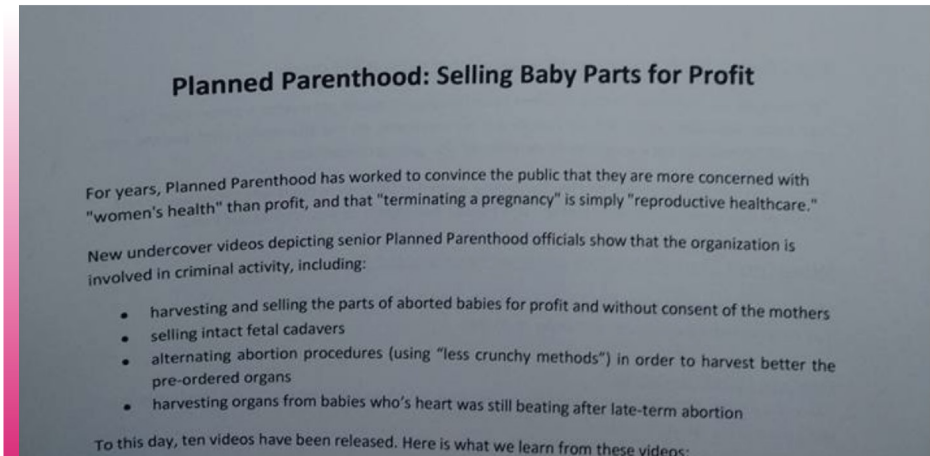 Planned Parenthood: Selling Baby Parts for Profit
For years, Planned Parenthood has worked to convince the public that they are more concerned with
"women's health" than profit, and that "terminating a pregnancy" is simply "reproductive healthcare."
New undercover videos depicting senior Planned Parenthood officials show that the organization is
involved in criminal activity, including:
• harvesting and selling the parts of aborted babies for profit and without consent of the mothers
• selling intact fetal cadavers
• alternating abortion procedures (using “less crunchy methods”) in order to harvest better the
pre-ordered organs
• harvesting organs from babies who's heart was still beating after late-term abortion
To this day, ten videos have been released. Here is what we learn from these videos: